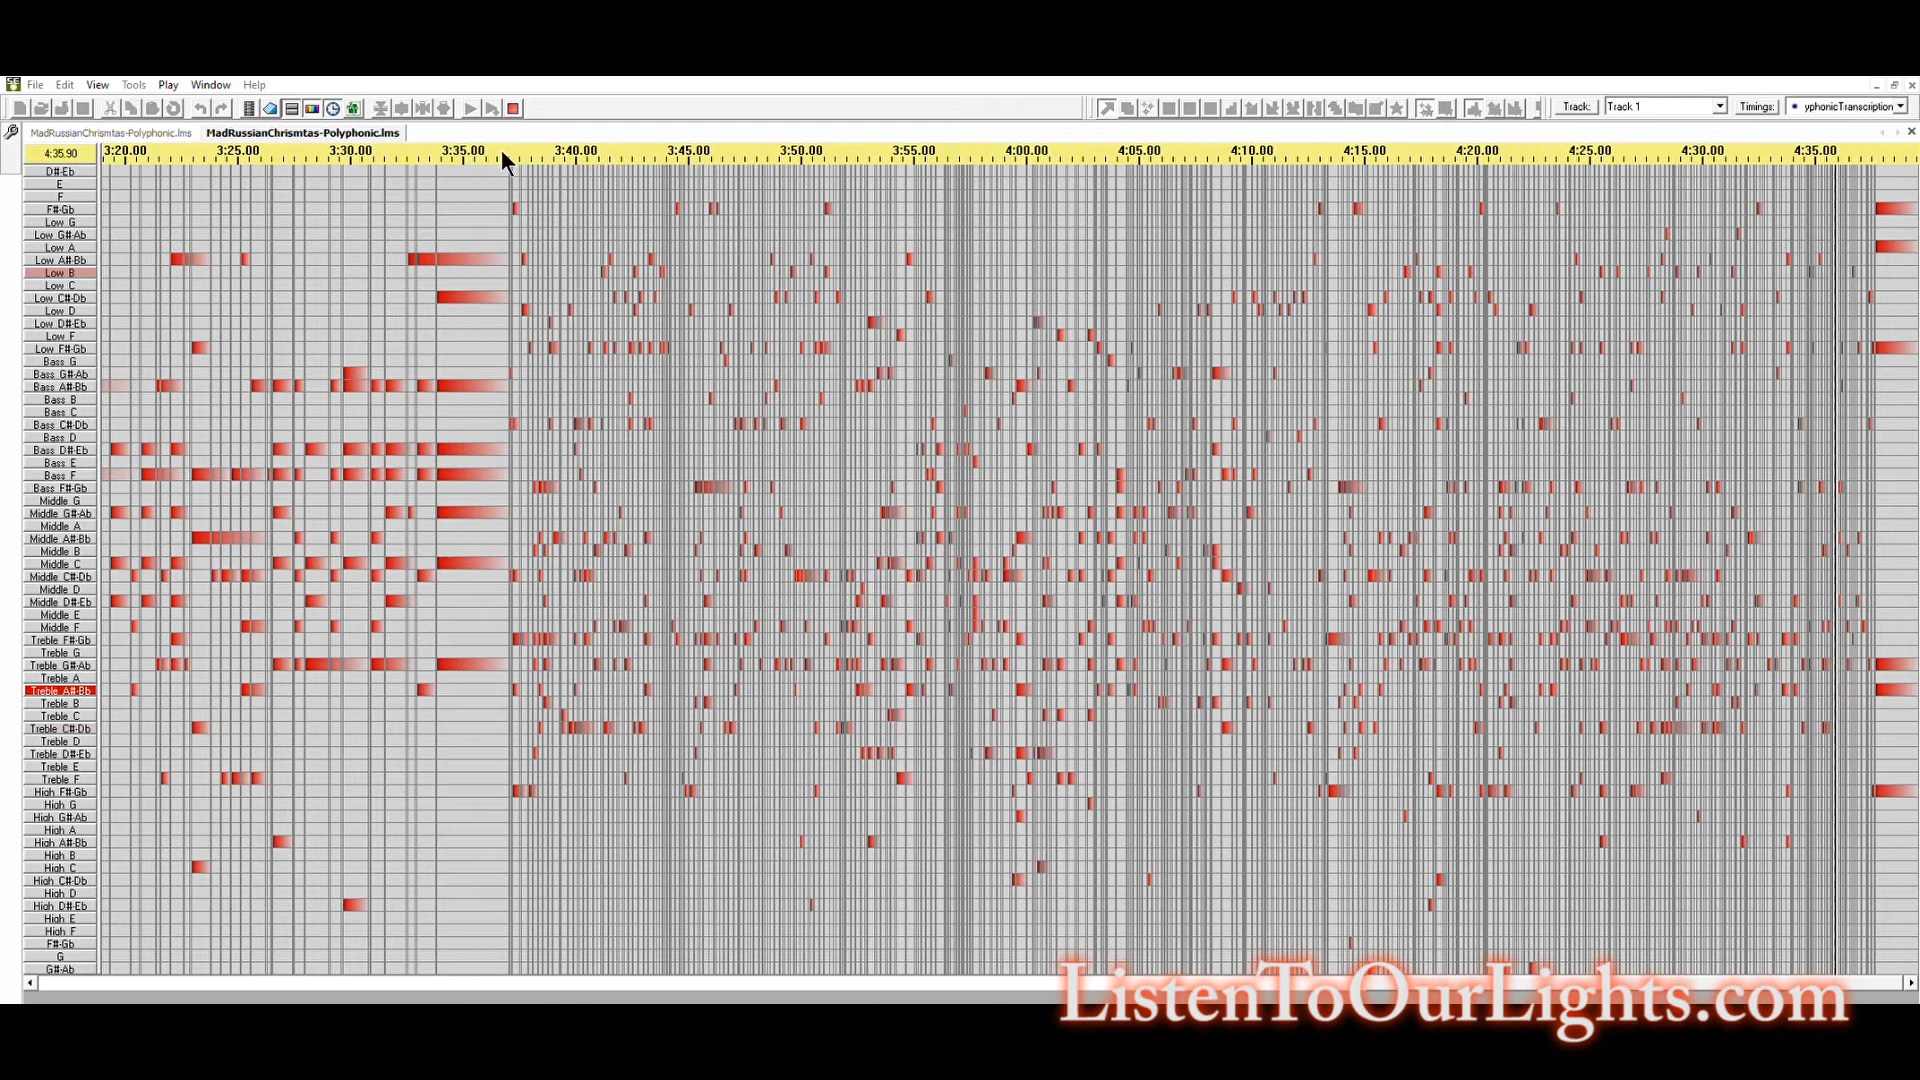 SE File Edit View Tools Play Window Help
Track: Track 1 Timings: yphonicTranscription
MadRussianChrismtas-Polyphonic.lms MadRussianChrismtas-Polyphonic.lms
4:35.90 3:20.00 3:25.00 3:30.00 3:35.00 3:40.00 3:45.00 3:50.00 3:55.00 4:00.00 4:05.00 4:10.00 4:15.00 4:20.00 4:25.00 4:30.00 4:35.00
D#-Eb
E
F
F#-Gb
Low G
Low G#-Ab
Low A
Low A#-Bb
Low B
Low C
Low C#-Db
Low D
Low D#-Eb
Low F
Low F#-Gb
Bass G
Bass G#-Ab
Bass A#-Bb
Bass B
Bass C
Bass C#-Db
Bass D
Bass D#-Eb
Bass E
Bass F
Bass F#-Gb
Middle G
Middle G#-Ab
Middle A
Middle A#-Bb
Middle B
Middle C
Middle C#-Db
Middle D
Middle D#-Eb
Middle E
Middle F
Treble F#-Gb
Treble G
Treble G#-Ab
Treble A
Treble A#-Bb
Treble B
Treble C
Treble C#-Db
Treble D
Treble D#-Eb
Treble E
Treble F
High F#-Gb
High G
High G#-Ab
High A
High A#-Bb
High B
High C
High C#-Db
High D
High D#-Eb
High E
High F
F#-Gb
G
G#-Ab
ListenToOurLights.com